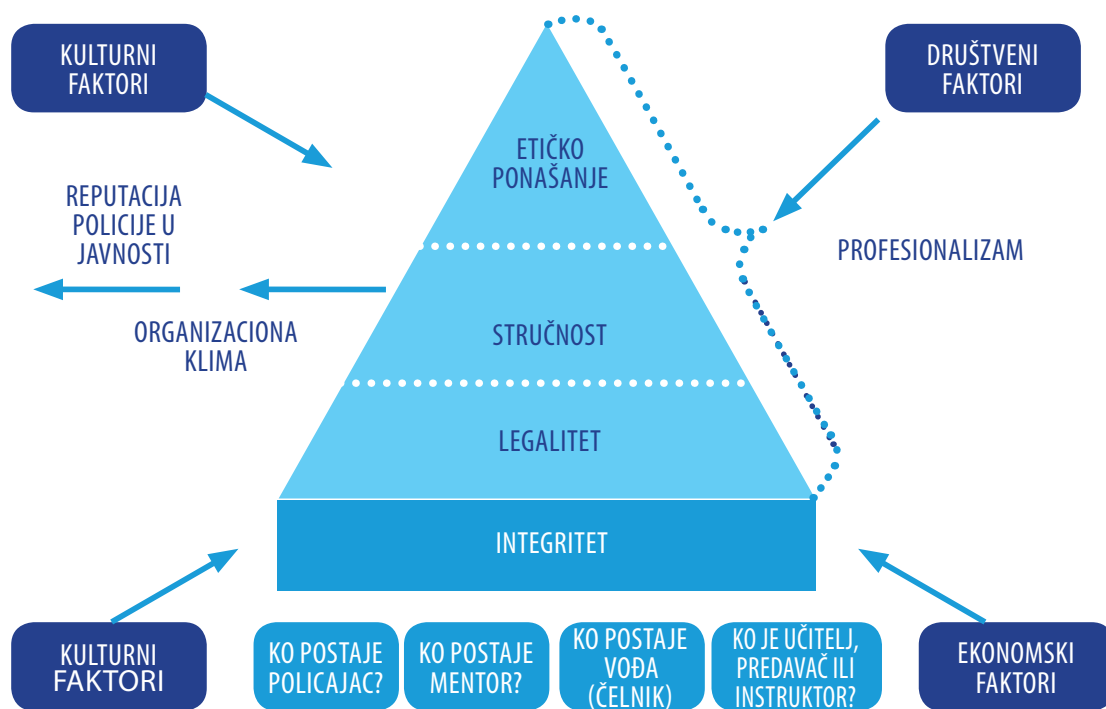 KULTURNI
FAKTORI
DRUŠTVENI
FAKTORI
ETIČKO
PONAŠANJE
REPUTACIJA
POLICIJE U
JAVNOSTI
PROFESIONALIZAM
ORGANIZACIONA
KLIMA
STRUČNOST
LEGALITET
INTEGRITET
KULTURNI
FAKTORI
KO POSTAJE
POLICAJAC?
KO POSTAJE
MENTOR?
KO POSTAJE
VOĐA
(ČELNIK)
KO JE UČITELJ,
PREDAVAČ ILI
INSTRUKTOR?
EKONOMSKI
FAKTORI